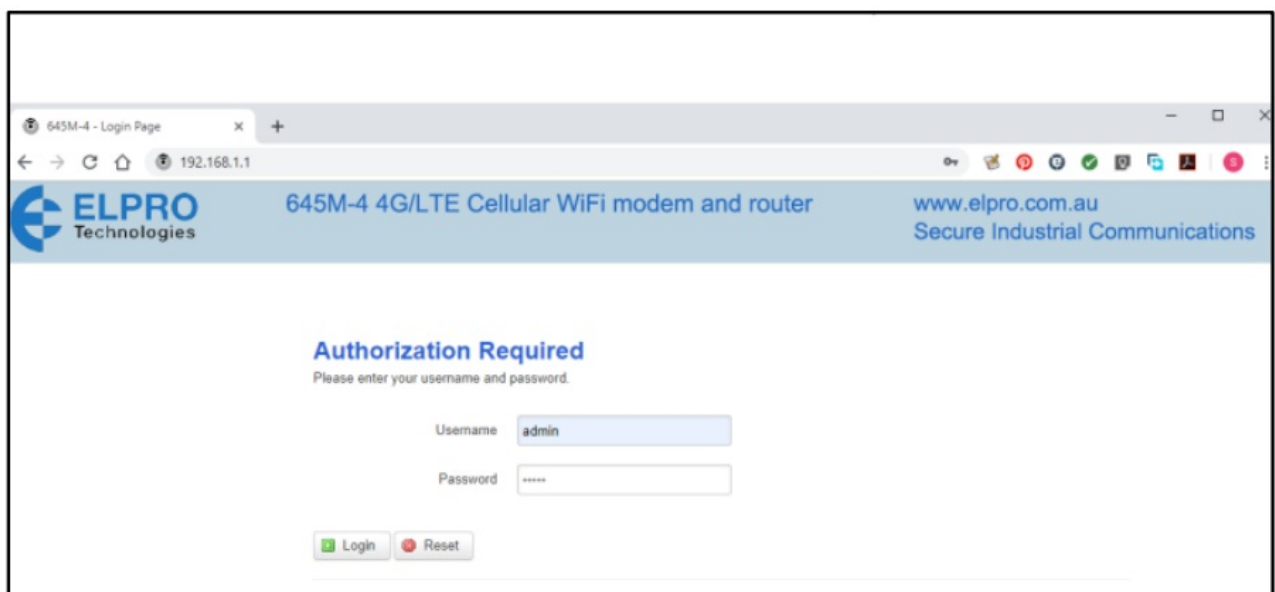 645M-4 - Login Page
192.168.1.1
ELPRO
Technologies
645M-4 4G/LTE Cellular WiFi modem and router
www.elpro.com.au
Secure Industrial Communications
Authorization Required
Please enter your username and password.
Username admin
Password •••••
Login Reset